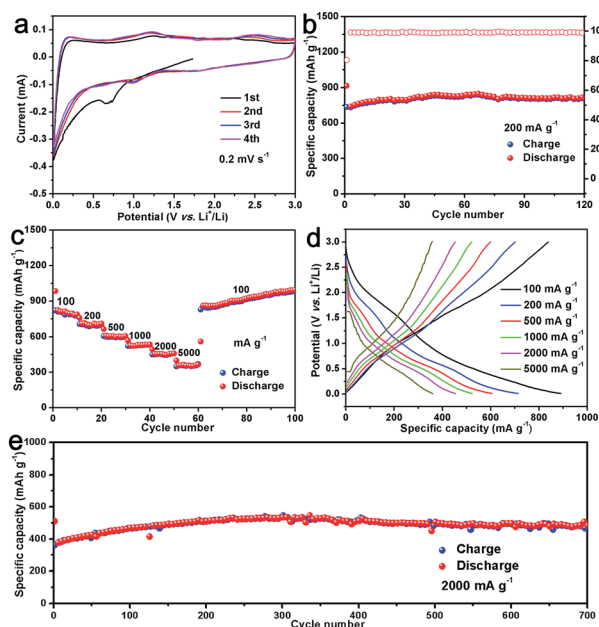 a
0.1
0.0
-0.1
-0.2
-0.3
-0.4
-0.5
Current (mA)
1st
2nd
3rd
4th
0.2 mV s⁻¹
0.0 0.5 1.0 1.5 2.0 2.5 3.0
Potential (V vs. Li⁺/Li)
b
1500
1200
900
600
300
0
Specific capacity (mAh g⁻¹)
80
60
40
20
0
200 mA g⁻¹
Charge
Discharge
0 30 60 90 120
Cycle number
c
1500
1200
900
600
300
0
Specific capacity (mAh g⁻¹)
100
200
500
1000
2000
5000
100
mA g⁻¹
Charge
Discharge
0 20 40 60 80 100
Cycle number
d
3.0
2.5
2.0
1.5
1.0
0.5
0.0
Potential (V vs. Li⁺/Li)
100 mA g⁻¹
200 mA g⁻¹
500 mA g⁻¹
1000 mA g⁻¹
2000 mA g⁻¹
5000 mA g⁻¹
0 200 400 600 800 1000
Specific capacity (mA g⁻¹)
e
1000
800
600
400
200
0
Specific capacity (mAh g⁻¹)
Charge
Discharge
2000 mA g⁻¹
0 100 200 300 400 500 600 700
Cycle number